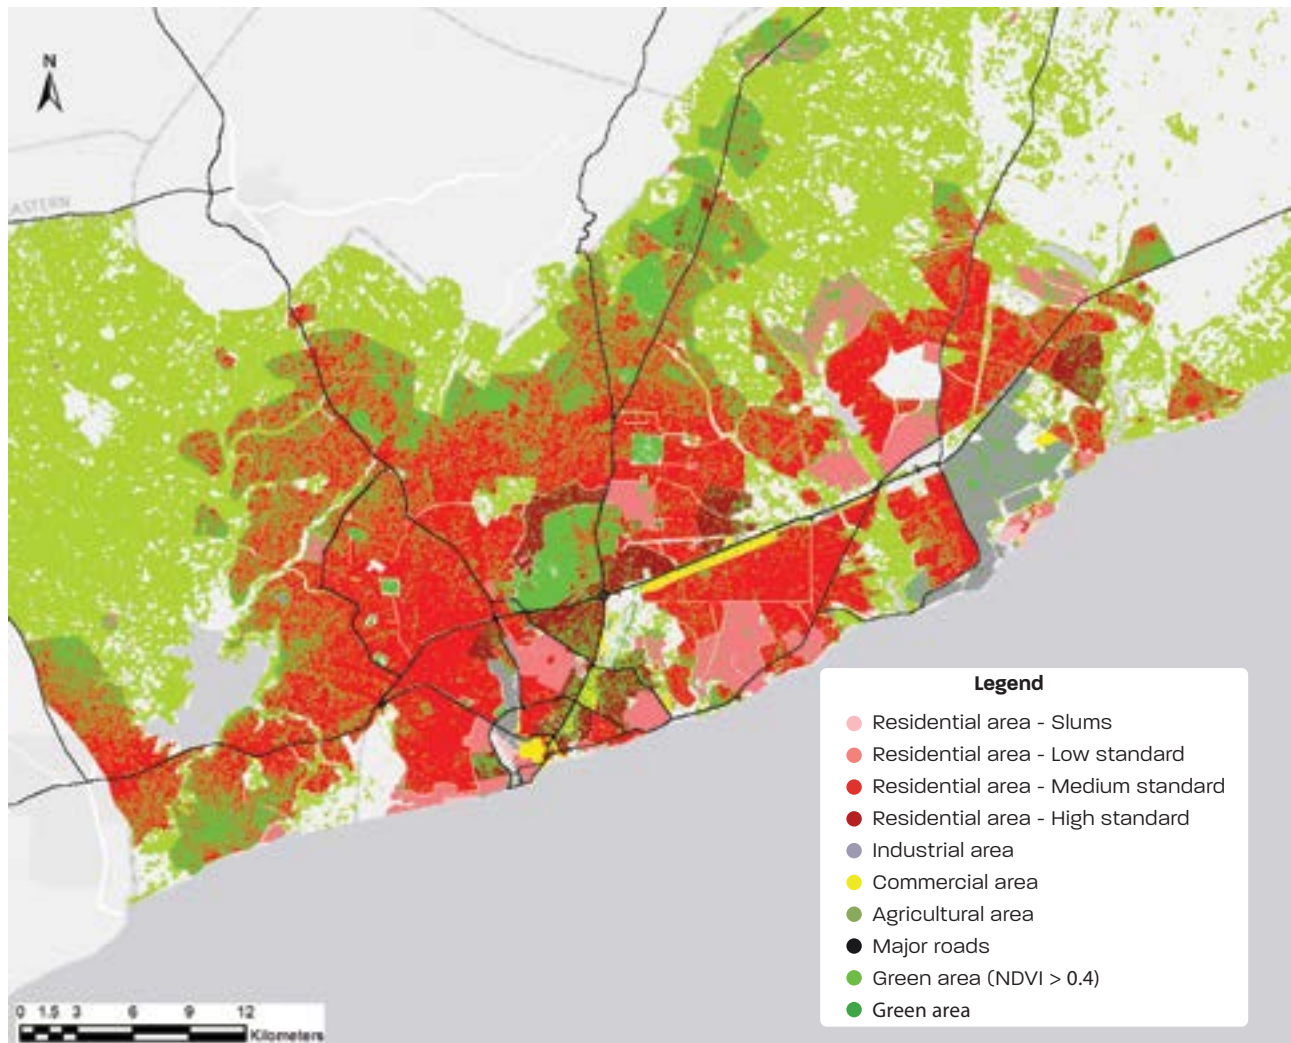 N
ASTERN
Legend
Residential area - Slums
Residential area - Low standard
Residential area - Medium standard
Residential area - High standard
Industrial area
Commercial area
Agricultural area
Major roads
Green area (NDVI > 0.4)
Green area
0 1.5 3 6 9 12
Kilometers